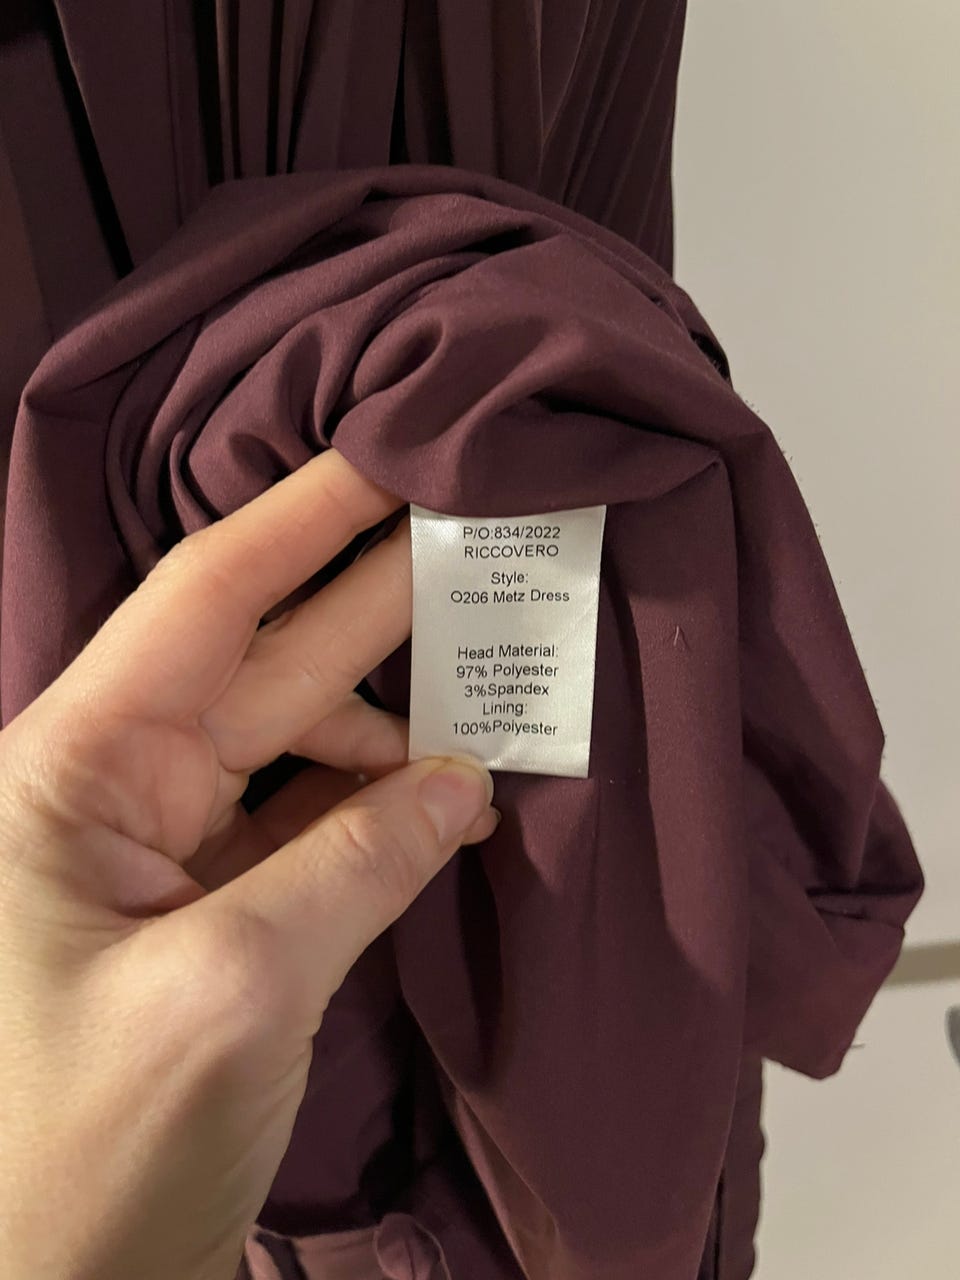 P/O:834/2022
RICCOVERO
Style:
O206 Metz Dress
Head Material:
97% Polyester
3%Spandex
Lining:
100%Polyester